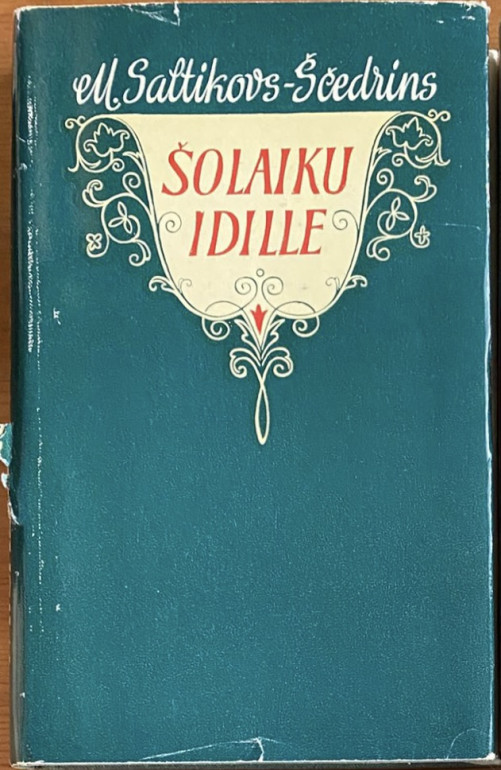 M. Saltikovs-Ščedrins
ŠOLAIKU
IDILLE